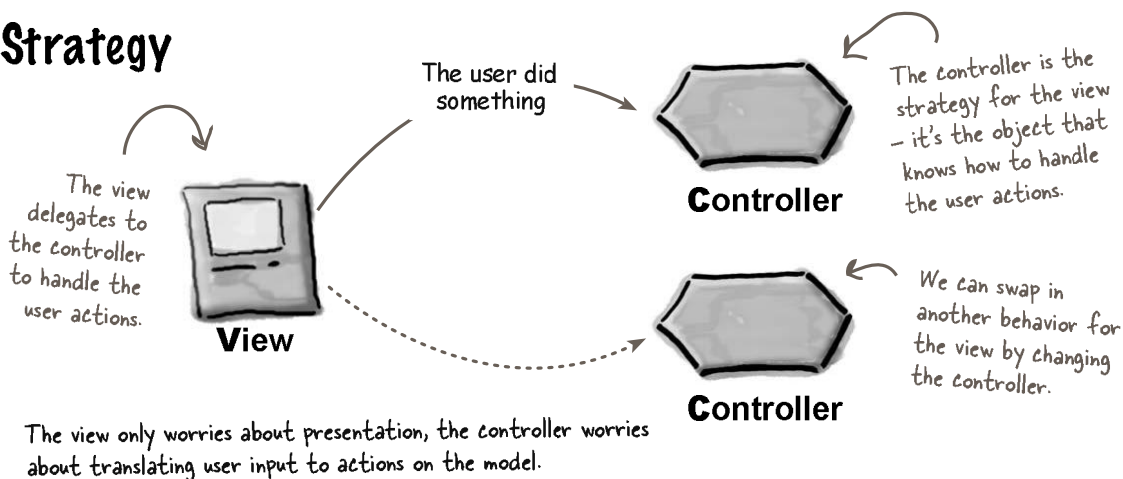 Strategy
The user did
something
The controller is the
strategy for the view
– it's the object that
knows how to handle
the user actions.
Controller
The view
delegates to
the controller
to handle the
user actions.
View
We can swap in
another behavior for
the view by changing
the controller.
Controller
The view only worries about presentation, the controller worries
about translating user input to actions on the model.